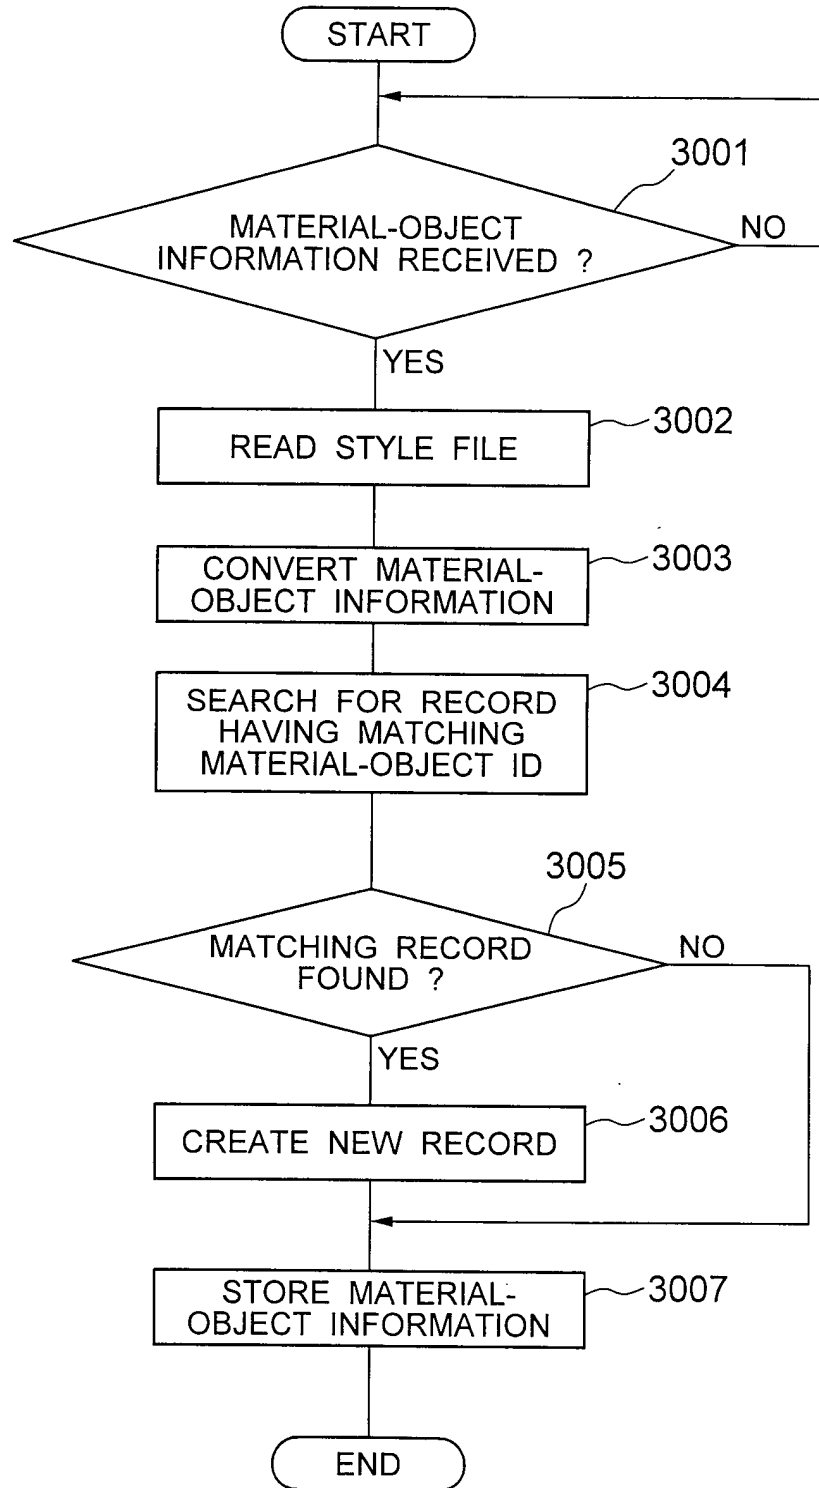 START
3001
MATERIAL-OBJECT
INFORMATION RECEIVED ?
NO
YES
3002
READ STYLE FILE
3003
CONVERT MATERIAL-
OBJECT INFORMATION
3004
SEARCH FOR RECORD
HAVING MATCHING
MATERIAL-OBJECT ID
3005
MATCHING RECORD
FOUND ?
NO
YES
3006
CREATE NEW RECORD
3007
STORE MATERIAL-
OBJECT INFORMATION
END